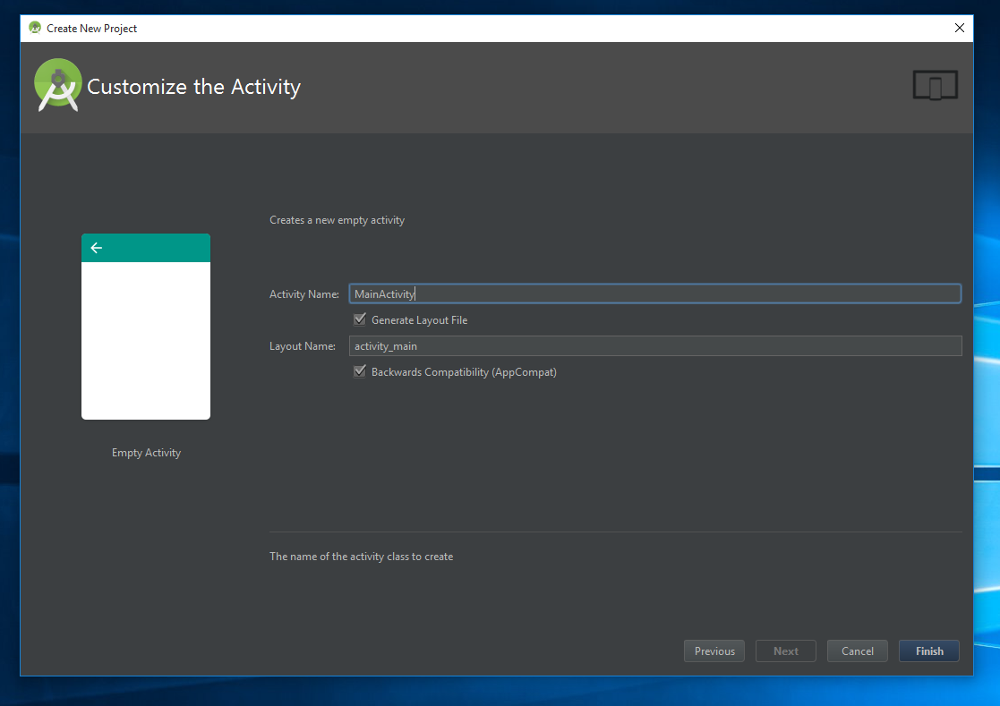 Create New Project
Customize the Activity
Creates a new empty activity
Activity Name: MainActivity
Generate Layout File
Layout Name: activity_main
Backwards Compatibility (AppCompat)
Empty Activity
The name of the activity class to create
Previous Next Cancel Finish